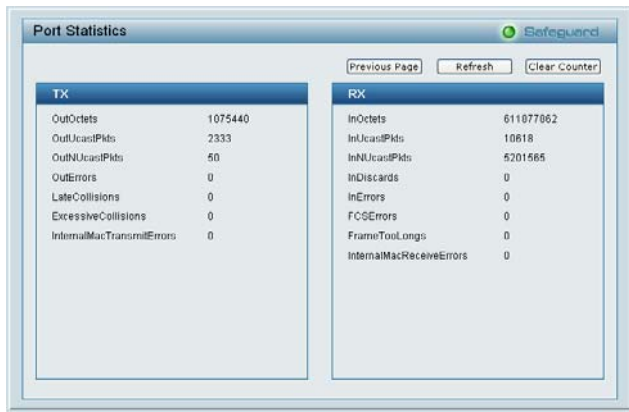 Port Statistics
Safeguard
Previous Page Refresh Clear Counter
TX
OutOctets 1075440
OutUcastPkts 2333
OutNUcastPkts 50
OutErrors 0
LateCollisions 0
ExcessiveCollisions 0
InternalMacTransmitErrors 0
RX
InOctets 611077062
InUcastPkts 10618
InNUcastPkts 5201565
InDiscards 0
InErrors 0
FCSErrors 0
FrameTooLongs 0
InternalMacReceiveErrors 0